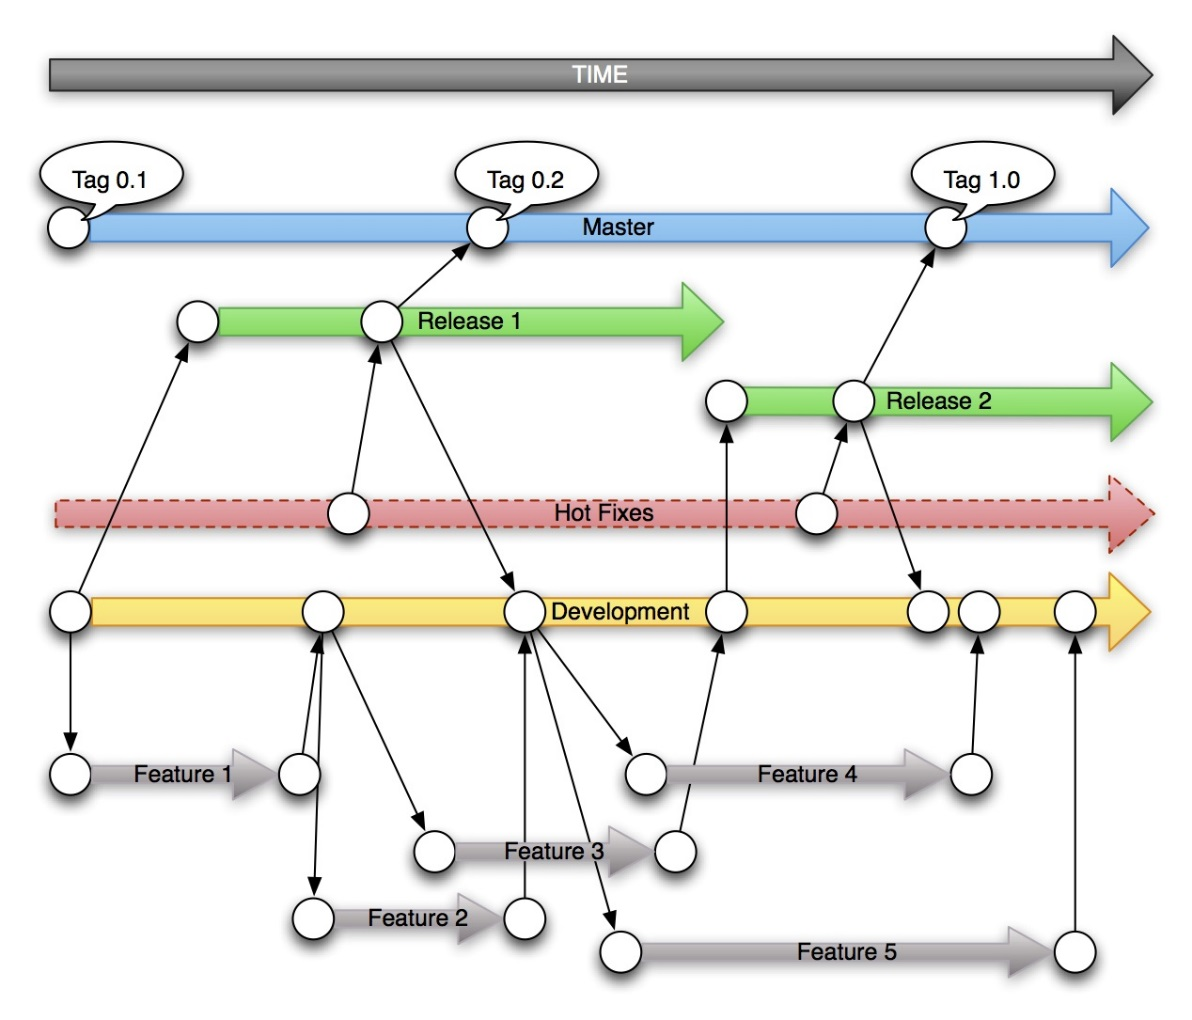 TIME
Tag 0.1
Tag 0.2
Tag 1.0
Master
Release 1
Release 2
Hot Fixes
Development
Feature 1
Feature 4
Feature 3
Feature 2
Feature 5